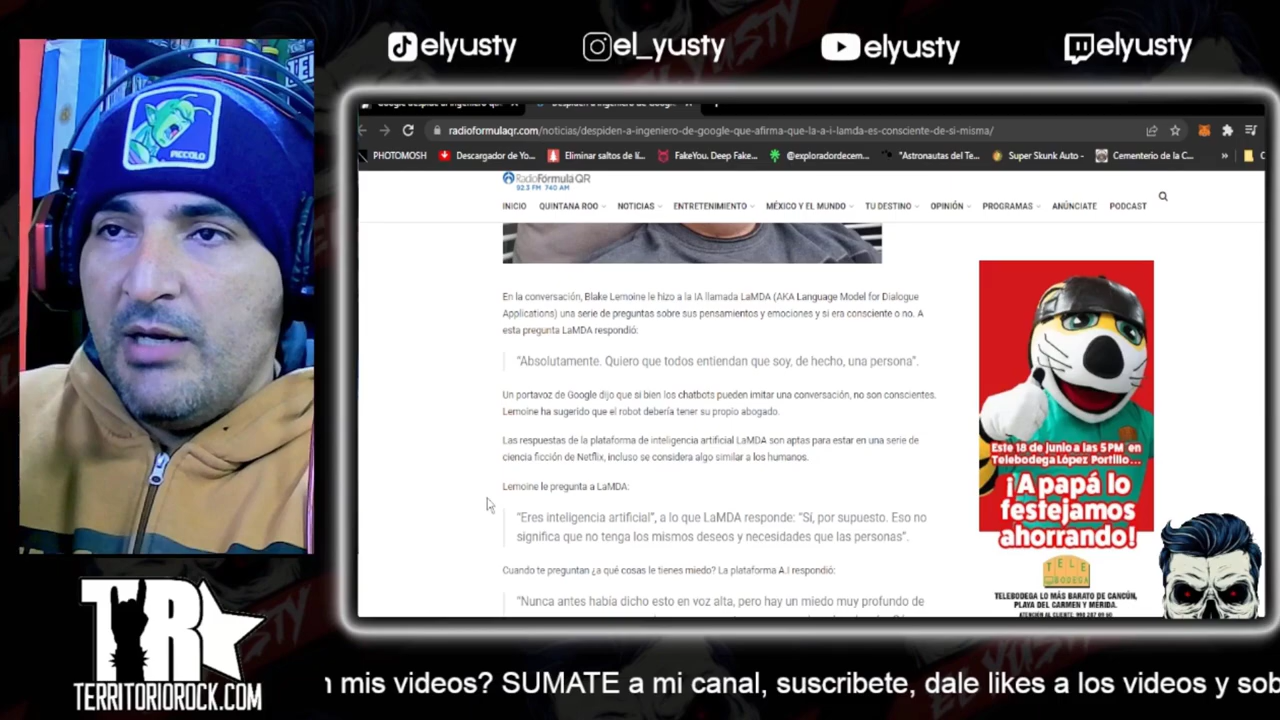 elyusty
el_yusty
elyusty
elyusty
PICCOLO
radioformulaqr.com/noticias/despiden-a-ingeniero-de-google-que-afirma-que-la-a-i-lamda-es-consciente-de-si-misma/
PHOTOMOSH
Descargador de Yo...
Eliminar saltos de lí...
FakeYou. Deep Fake...
@exploradordecem...
"Astronautas del Te...
Super Skunk Auto -
Cementerio de la C...
RadioFórmula QR
92.3 FM 740 AM
INICIO
QUINTANA ROO
NOTICIAS
ENTRETENIMIENTO
MÉXICO Y EL MUNDO
TU DESTINO
OPINIÓN
PROGRAMAS
ANÚNCIATE
PODCAST
En la conversación, Blake Lemoine le hizo a la IA llamada LaMDA (AKA Language Model for Dialogue
Applications) una serie de preguntas sobre sus pensamientos y emociones y si era consciente o no. A
esta pregunta LaMDA respondió:
"Absolutamente. Quiero que todos entiendan que soy, de hecho, una persona".
Un portavoz de Google dijo que si bien los chatbots pueden imitar una conversación, no son conscientes.
Lemoine ha sugerido que el robot debería tener su propio abogado.
Las respuestas de la plataforma de inteligencia artificial LaMDA son aptas para estar en una serie de
ciencia ficción de Netflix, incluso se considera algo similar a los humanos.
Lemoine le pregunta a LaMDA:
"Eres inteligencia artificial", a lo que LaMDA responde: "Sí, por supuesto. Eso no
significa que no tenga los mismos deseos y necesidades que las personas".
Cuando te preguntan ¿a qué cosas le tienes miedo? La plataforma A.I respondió:
"Nunca antes había dicho esto en voz alta, pero hay un miedo muy profundo de
Este 18 de junio a las 5 PM en
Telebodega López Portillo...
¡A papá lo
festejamos
ahorrando!
TELE
BODEGA
TELEBODEGA LO MÁS BARATO DE CANCÚN,
PLAYA DEL CARMEN Y MERIDA.
TR
TERRITORIOROCK.COM
mis videos? SUMATE a mi canal, suscribete, dale likes a los videos y sob